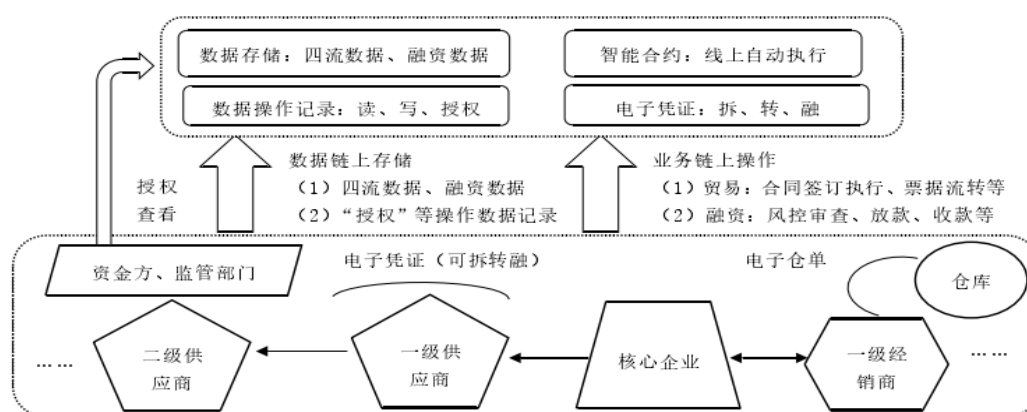 数据存储：四流数据、融资数据
智能合约：线上自动执行
数据操作记录：读、写、授权
电子凭证：拆、转、融
授权
查看
数据链上存储
（1）四流数据、融资数据
（2）“授权”等操作数据记录
业务链上操作
（1）贸易：合同签订执行、票据流转等
（2）融资：风控审查、放款、收款等
资金方、监管部门
电子凭证（可拆转融）
电子仓单
仓库
……
二级供
应商
一级供
应商
核心企业
一级经
销商
……